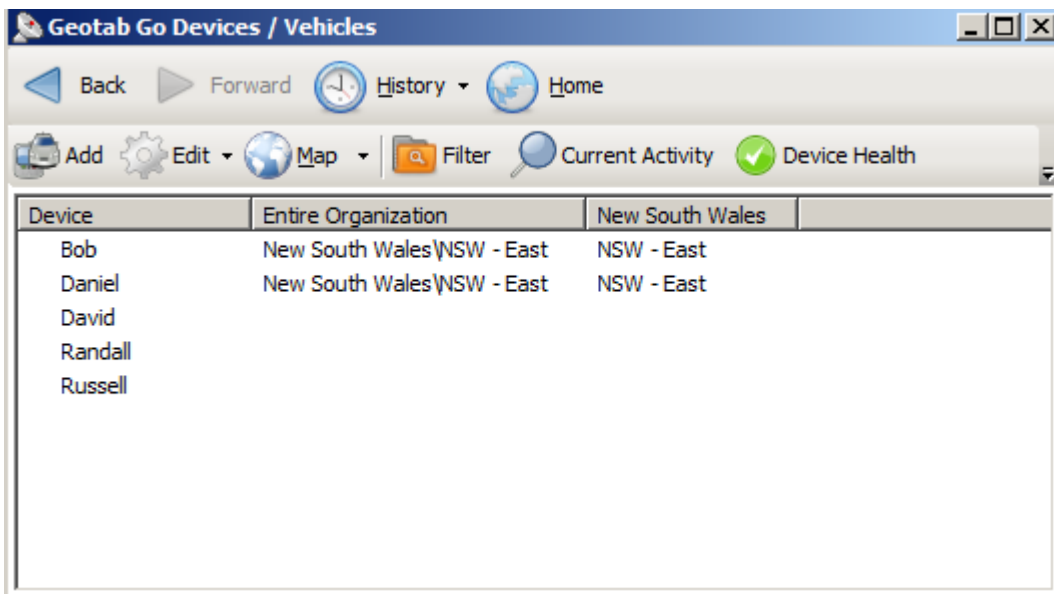 Geotab Go Devices / Vehicles
Back Forward History Home
Add Edit Map Filter Current Activity Device Health
Device Entire Organization New South Wales
Bob New South Wales\NSW - East NSW - East
Daniel New South Wales\NSW - East NSW - East
David
Randall
Russell